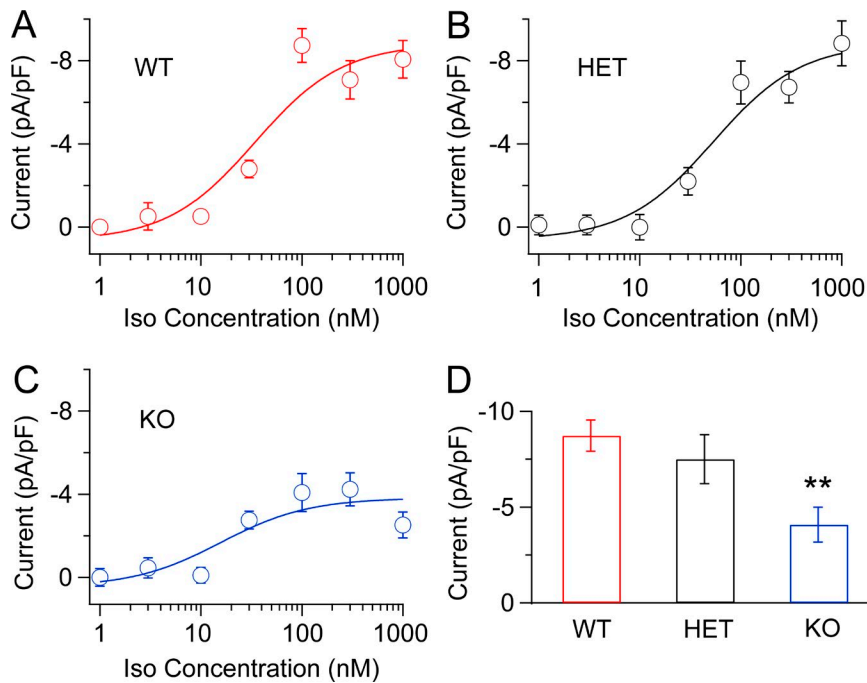 A
WT
-8
-4
0
Current (pA/pF)
1 10 100 1000
Iso Concentration (nM)
B
HET
-8
-4
0
Current (pA/pF)
1 10 100 1000
Iso Concentration (nM)
C
KO
-8
-4
0
Current (pA/pF)
1 10 100 1000
Iso Concentration (nM)
D
-10
-5
0
Current (pA/pF)
**
WT HET KO